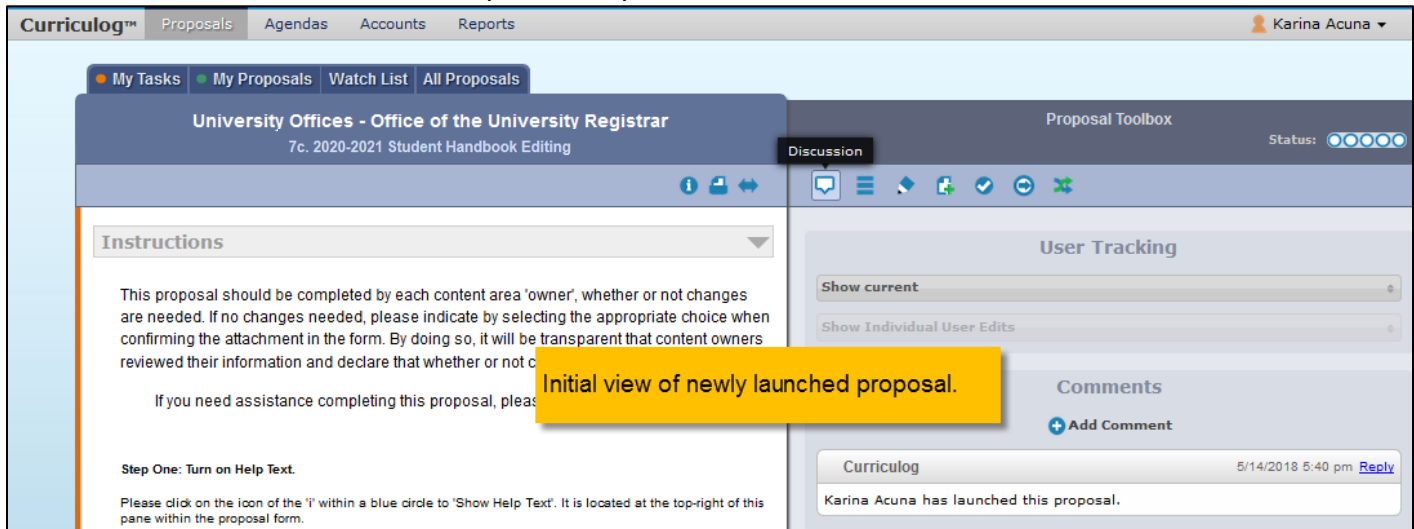 Curriculog™ Proposals Agendas Accounts Reports Karina Acuna
My Tasks My Proposals Watch List All Proposals
University Offices - Office of the University Registrar
7c. 2020-2021 Student Handbook Editing
Proposal Toolbox
Status:
Discussion
Instructions
This proposal should be completed by each content area 'owner', whether or not changes
are needed. If no changes needed, please indicate by selecting the appropriate choice when
confirming the attachment in the form. By doing so, it will be transparent that content owners
reviewed their information and declare that whether or not
If you need assistance completing this proposal,
Step One: Turn on Help Text.
Please click on the icon of the 'i' within a blue circle to 'Show Help Text'. It is located at the top-right of this
pane within the proposal form.
Initial view of newly launched proposal.
User Tracking
Show current
Show Individual User Edits
Comments
Add Comment
Curriculog 5/14/2018 5:40 pm Reply
Karina Acuna has launched this proposal.